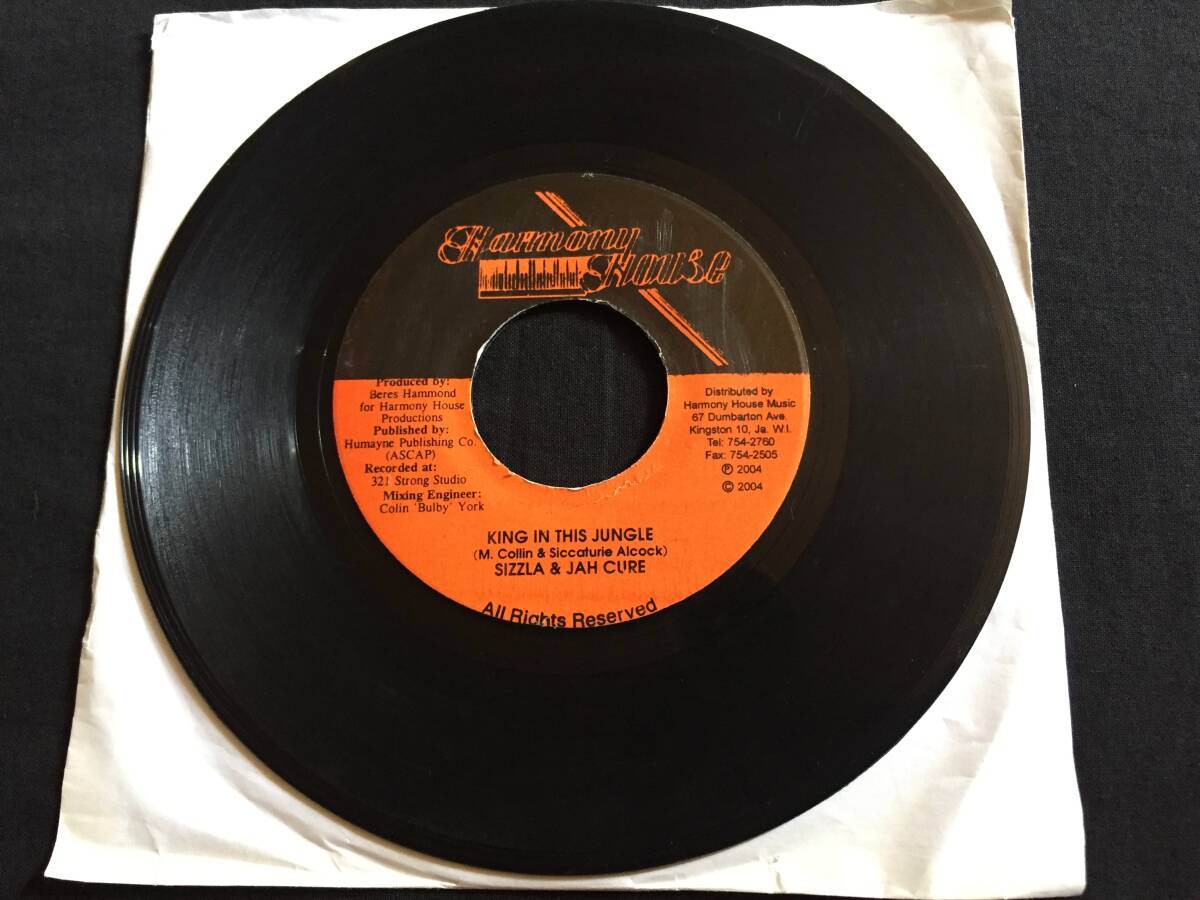 Harmony
House
Produced by:
Beres Hammond
for Harmony House
Productions
Published by:
Humayne Publishing Co.
(ASCAP)
Recorded at:
321 Strong Studio
Mixing Engineer:
Colin 'Bulby' York
Distributed by
Harmony House Music
67 Dumbarton Ave.
Kingston 10, Ja. W.I.
Tel: 754-2760
Fax: 754-2505
℗ 2004
© 2004
KING IN THIS JUNGLE
(M. Collin & Siccaturie Alcock)
SIZZLA & JAH CURE
All Rights Reserved